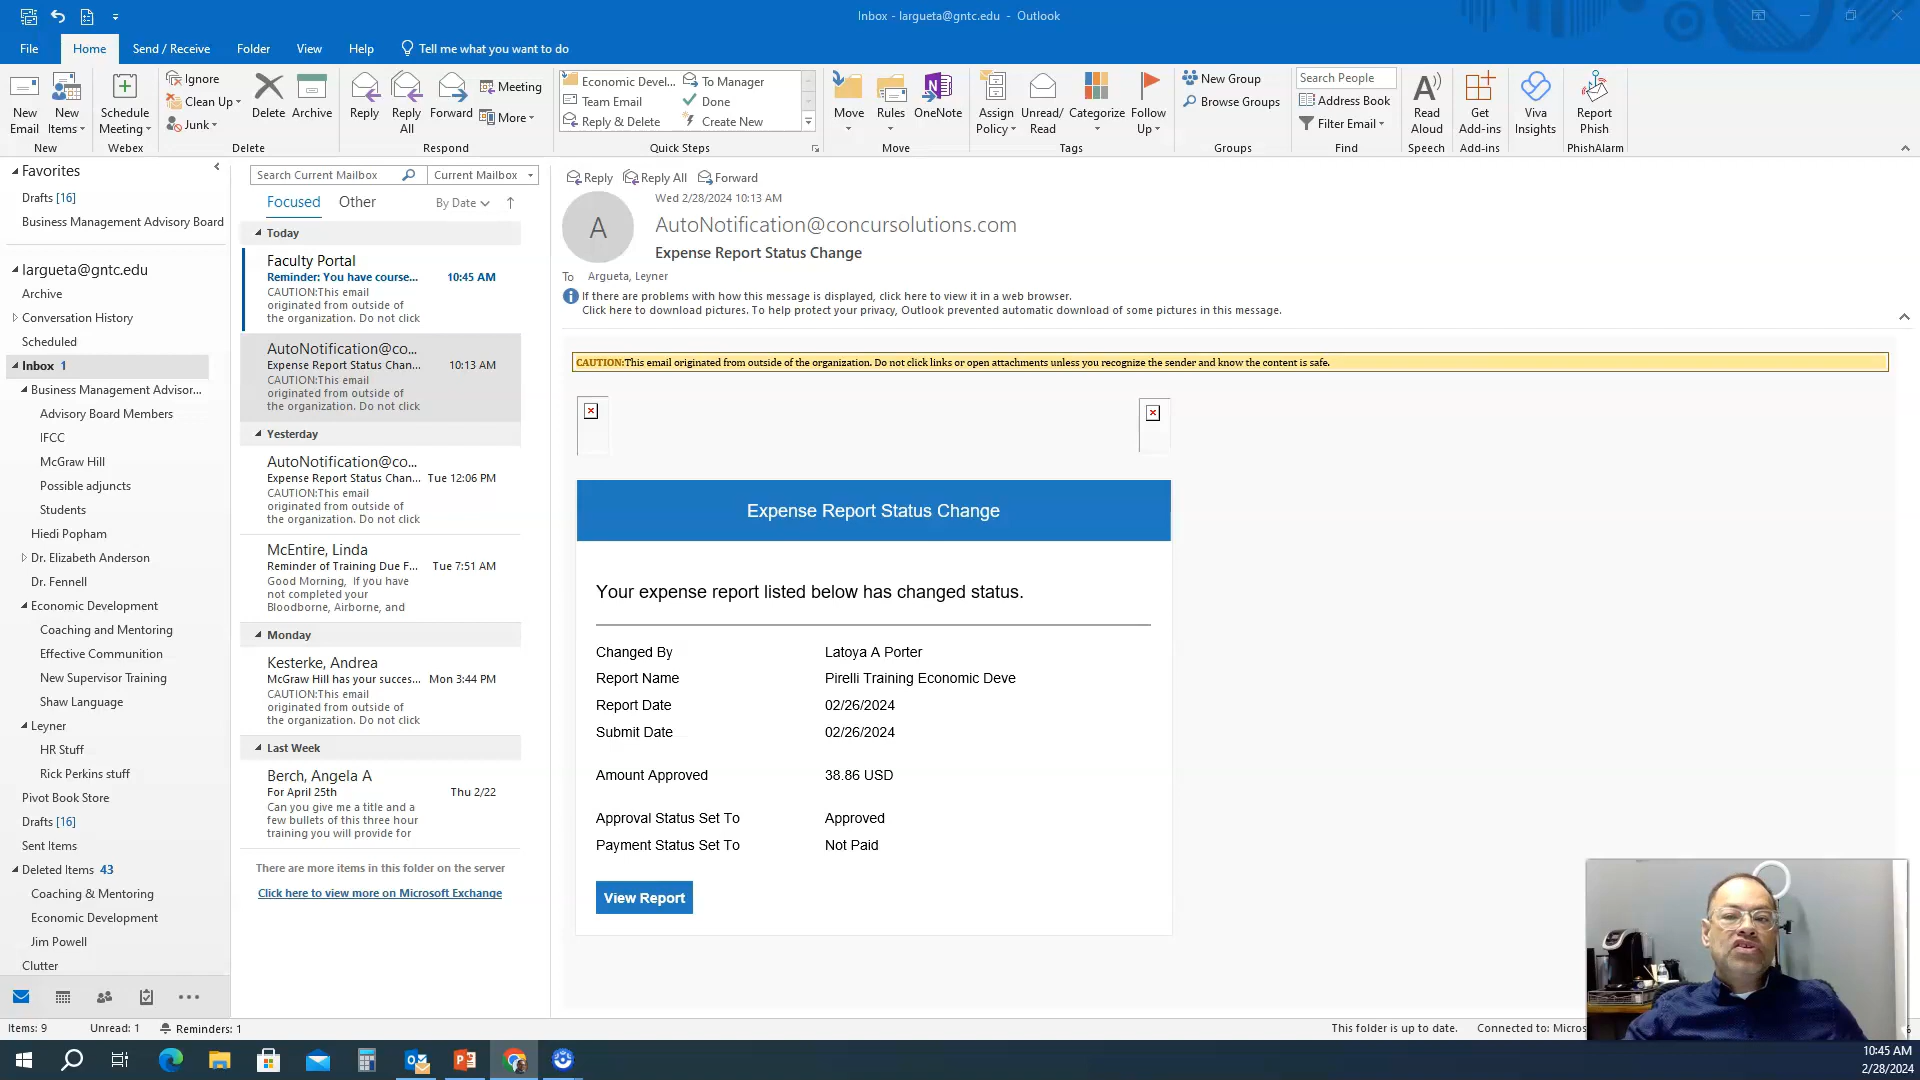 Inbox - largueta@gntc.edu - Outlook
File Home Send / Receive Folder View Help Tell me what you want to do
New Email
New Items
New
Schedule Meeting
Webex
Ignore
Clean Up
Junk
Delete
Archive
Delete
Reply
Reply All
Forward
Meeting
More
Respond
Economic Devel...
Team Email
Reply & Delete
To Manager
Done
Create New
Quick Steps
Move
Rules
OneNote
Move
Assign Policy
Unread/ Read
Categorize
Follow Up
Tags
New Group
Browse Groups
Groups
Search People
Address Book
Filter Email
Find
Read Aloud
Speech
Get Add-ins
Add-ins
Viva Insights
Report Phish
PhishAlarm
Favorites
Drafts [16]
Business Management Advisory Board
largueta@gntc.edu
Archive
Conversation History
Scheduled
Inbox 1
Business Management Advisor...
Advisory Board Members
IFCC
McGraw Hill
Possible adjuncts
Students
Hiedi Popham
Dr. Elizabeth Anderson
Dr. Fennell
Economic Development
Coaching and Mentoring
Effective Communition
New Supervisor Training
Shaw Language
Leyner
HR Stuff
Rick Perkins stuff
Pivot Book Store
Drafts [16]
Sent Items
Deleted Items 43
Coaching & Mentoring
Economic Development
Jim Powell
Clutter
Search Current Mailbox Current Mailbox
Focused Other By Date
Today
Faculty Portal
Reminder: You have course... 10:45 AM
CAUTION:This email
originated from outside of
the organization. Do not click
AutoNotification@co...
Expense Report Status Chan... 10:13 AM
CAUTION:This email
originated from outside of
the organization. Do not click
Yesterday
AutoNotification@co...
Expense Report Status Chan... Tue 12:06 PM
CAUTION:This email
originated from outside of
the organization. Do not click
McEntire, Linda
Reminder of Training Due F... Tue 7:51 AM
Good Morning, If you have
not completed your
Bloodborne, Airborne, and
Monday
Kesterke, Andrea
McGraw Hill has your succes... Mon 3:44 PM
CAUTION:This email
originated from outside of
the organization. Do not click
Last Week
Berch, Angela A
For April 25th Thu 2/22
Can you give me a title and a
few bullets of this three hour
training you will provide for
There are more items in this folder on the server
Click here to view more on Microsoft Exchange
Reply Reply All Forward
Wed 2/28/2024 10:13 AM
A
AutoNotification@concursolutions.com
Expense Report Status Change
To Argueta, Leyner
If there are problems with how this message is displayed, click here to view it in a web browser.
Click here to download pictures. To help protect your privacy, Outlook prevented automatic download of some pictures in this message.
CAUTION:This email originated from outside of the organization. Do not click links or open attachments unless you recognize the sender and know the content is safe.
Expense Report Status Change
Your expense report listed below has changed status.
Changed By Latoya A Porter
Report Name Pirelli Training Economic Deve
Report Date 02/26/2024
Submit Date 02/26/2024
Amount Approved 38.86 USD
Approval Status Set To Approved
Payment Status Set To Not Paid
View Report
Items: 9 Unread: 1 Reminders: 1
This folder is up to date. Connected to: Micros
10:45 AM
2/28/2024